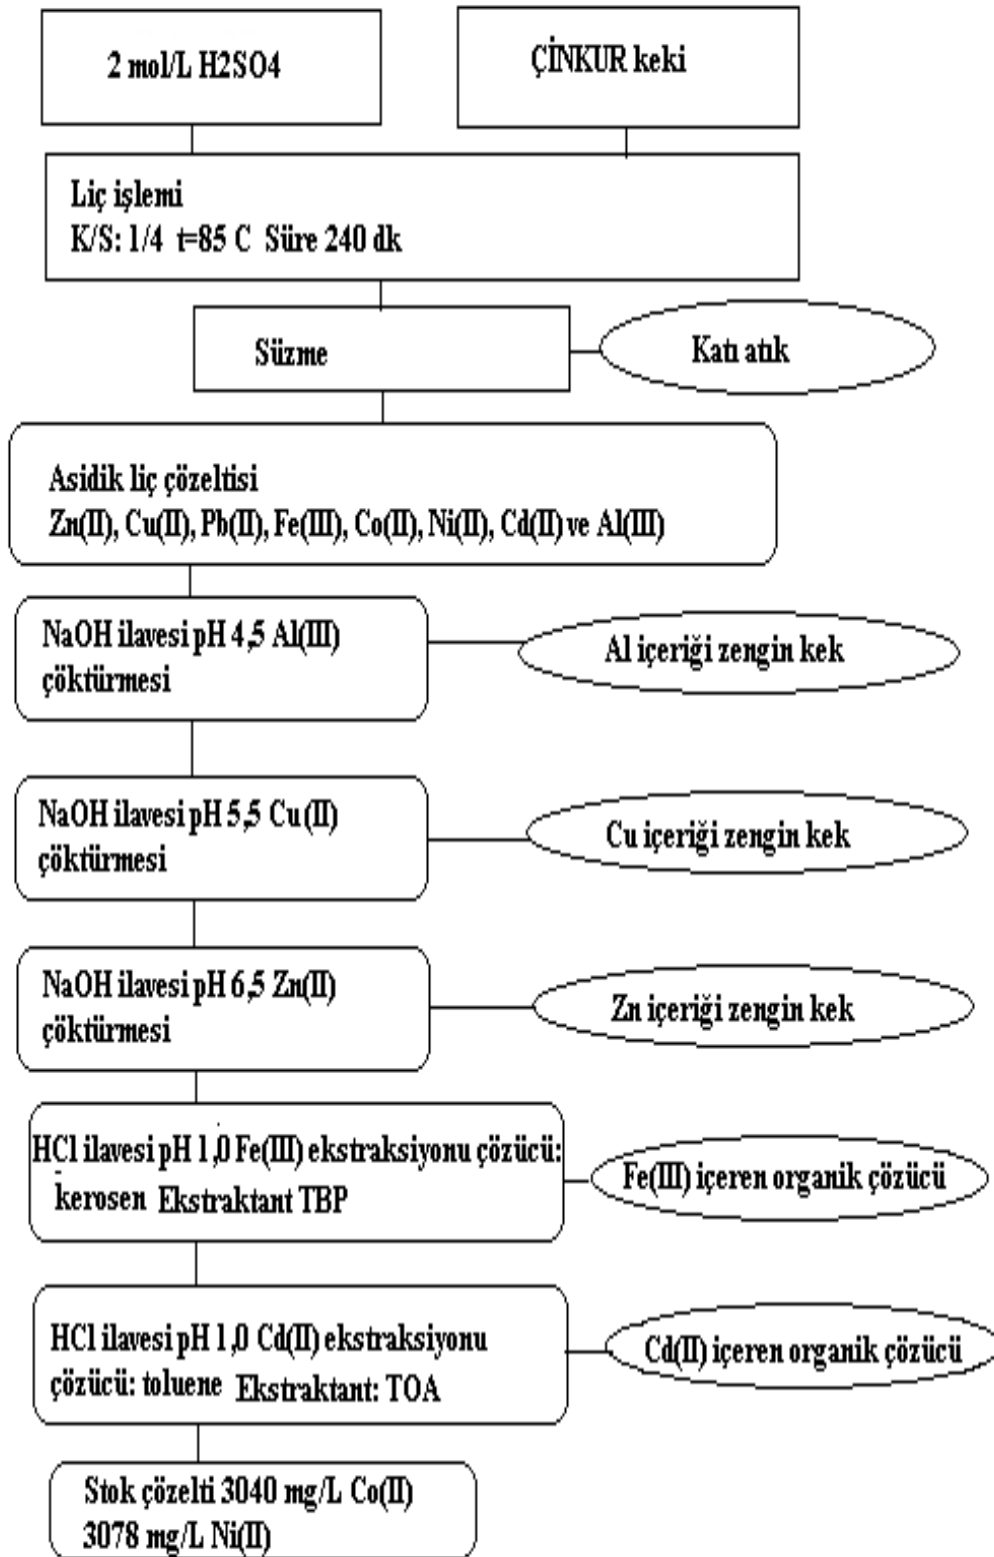 2 mol/L H2SO4
ÇİNKUR keki
Liç işlemi
K/S: 1/4 t=85 C Süre 240 dk
Süzme
Katı atık
Asidik liç çözeltisi
Zn(II), Cu(II), Pb(II), Fe(III), Co(II), Ni(II), Cd(II) ve Al(III)
NaOH ilavesi pH 4,5 Al(III)
çöktürmesi
Al içeriği zengin kek
NaOH ilavesi pH 5,5 Cu (II)
çöktürmesi
Cu içeriği zengin kek
NaOH ilavesi pH 6,5 Zn(II)
çöktürmesi
Zn içeriği zengin kek
HCl ilavesi pH 1,0 Fe(III) ekstraksiyonu çözücü:
kerosen Ekstraktant TBP
Fe(III) içeren organik çözücü
HCl ilavesi pH 1,0 Cd(II) ekstraksiyonu
çözücü: toluene Ekstraktant: TOA
Cd(II) içeren organik çözücü
Stok çözelti 3040 mg/L Co(II)
3078 mg/L Ni(II)